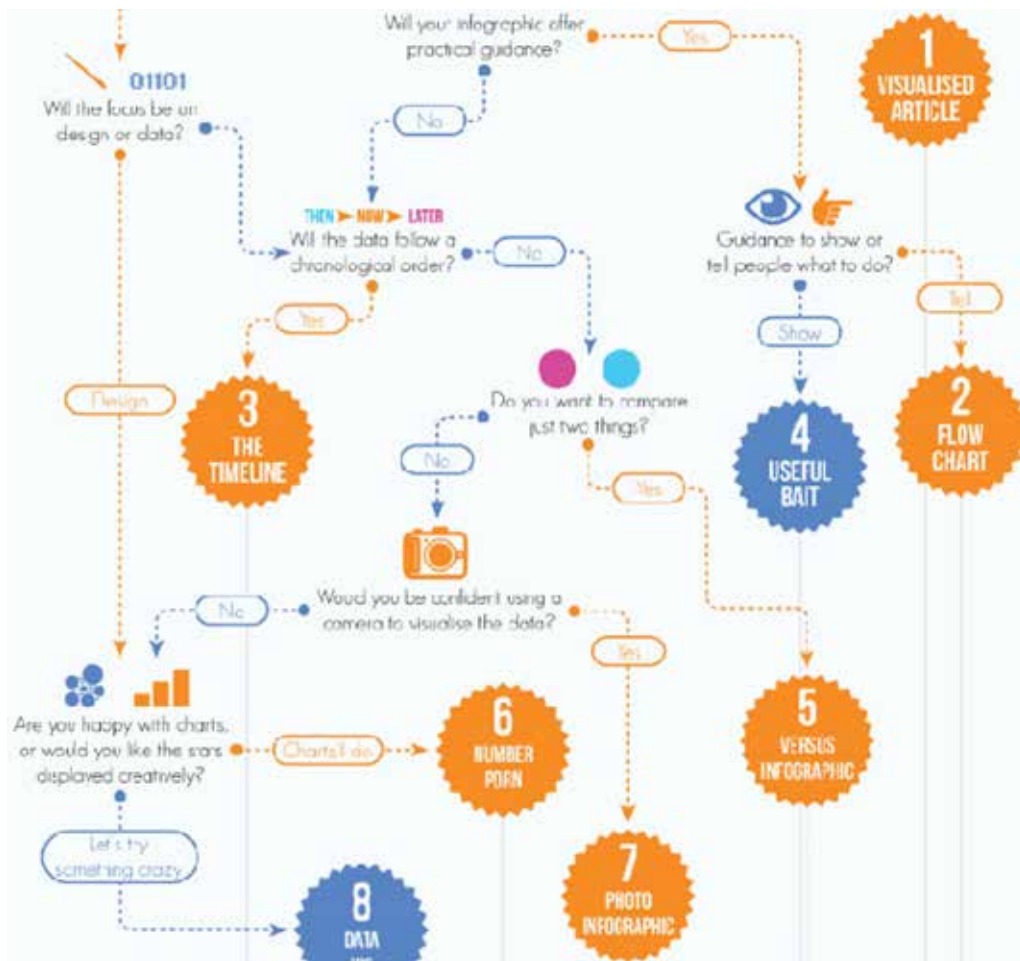 Will your infographic offer
practical guidance?
Yes
No
1
VISUALISED
ARTICLE
01101
Will the focus be on
design or data?
THEN NOW LATER
Will the data follow a
chronological order?
No
Yes
Guidance to show or
tell people what to do?
Tell
Show
Design
3
THE
TIMELINE
Do you want to compare
just two things?
No
Yes
4
USEFUL
BAIT
2
FLOW
CHART
Would you be confident using a
camera to visualise the data?
No
Yes
Are you happy with charts,
or would you like the stats
displayed creatively?
Charts'll do
6
NUMBER
PORN
5
VERSUS
INFOGRAPHIC
Let's try
something crazy
7
PHOTO
INFOGRAPHIC
8
DATA